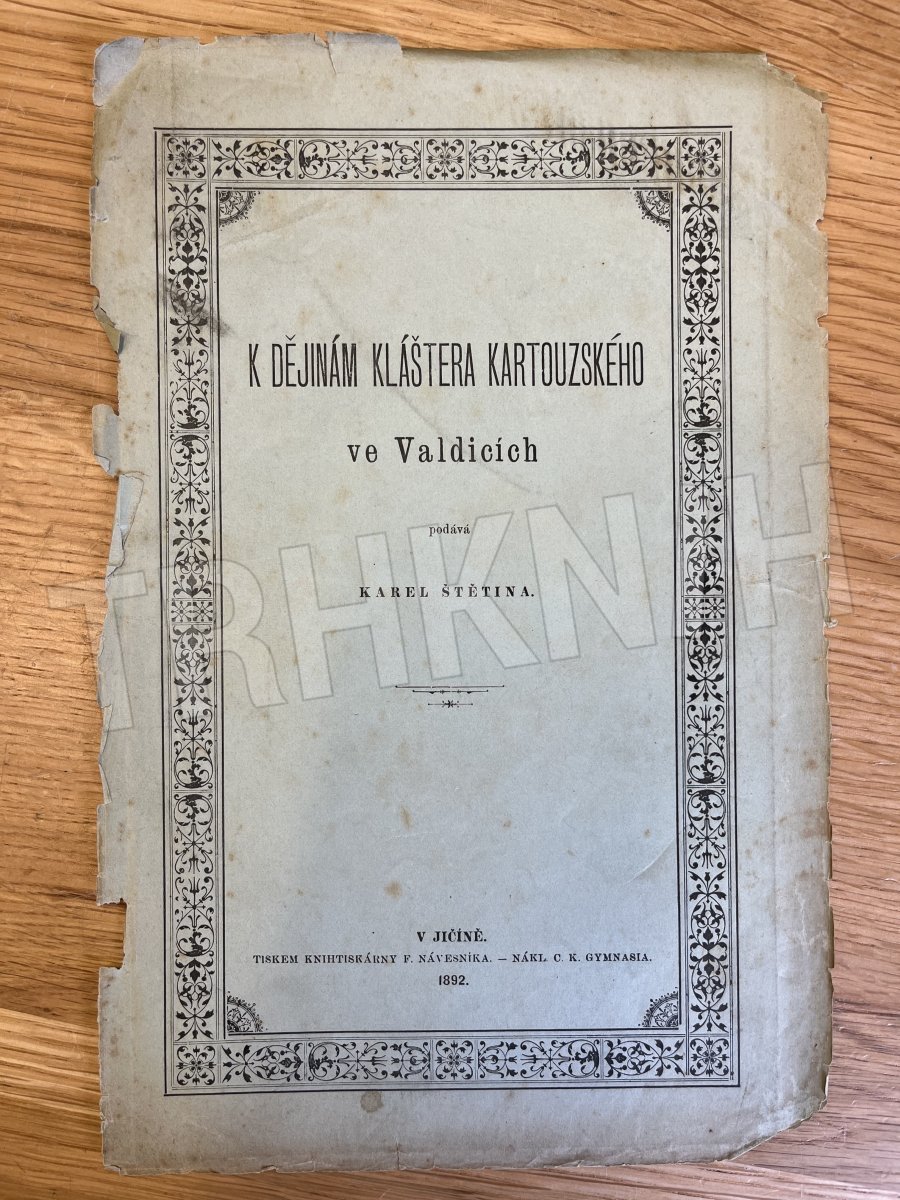 K DĚJINÁM KLÁŠTERA KARTOUZSKÉHO
ve Valdicích
podává
KAREL ŠTĚTINA.
V JIČÍNĚ.
TISKEM KNIHTISKÁRNY F. NÁVESNÍKA. — NÁKL. C. K. GYMNASIA.
1892.
TRHKNIH